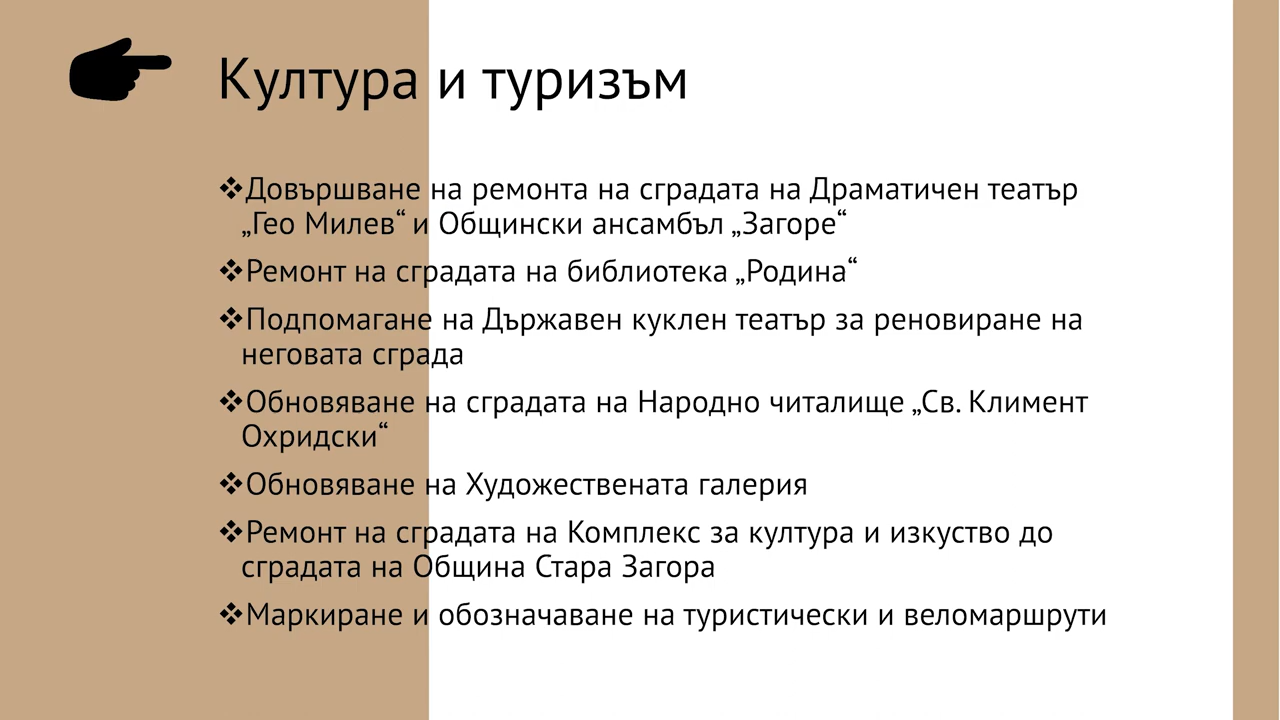 Култура и туризъм
❖Довършване на ремонта на сградата на Драматичен театър
„Гео Милев“ и Общински ансамбъл „Загоре“
❖Ремонт на сградата на библиотека „Родина“
❖Подпомагане на Държавен куклен театър за реновиране на
неговата сграда
❖Обновяване на сградата на Народно читалище „Св. Климент
Охридски“
❖Обновяване на Художествената галерия
❖Ремонт на сградата на Комплекс за култура и изкуство до
сградата на Община Стара Загора
❖Маркиране и обозначаване на туристически и веломаршрути